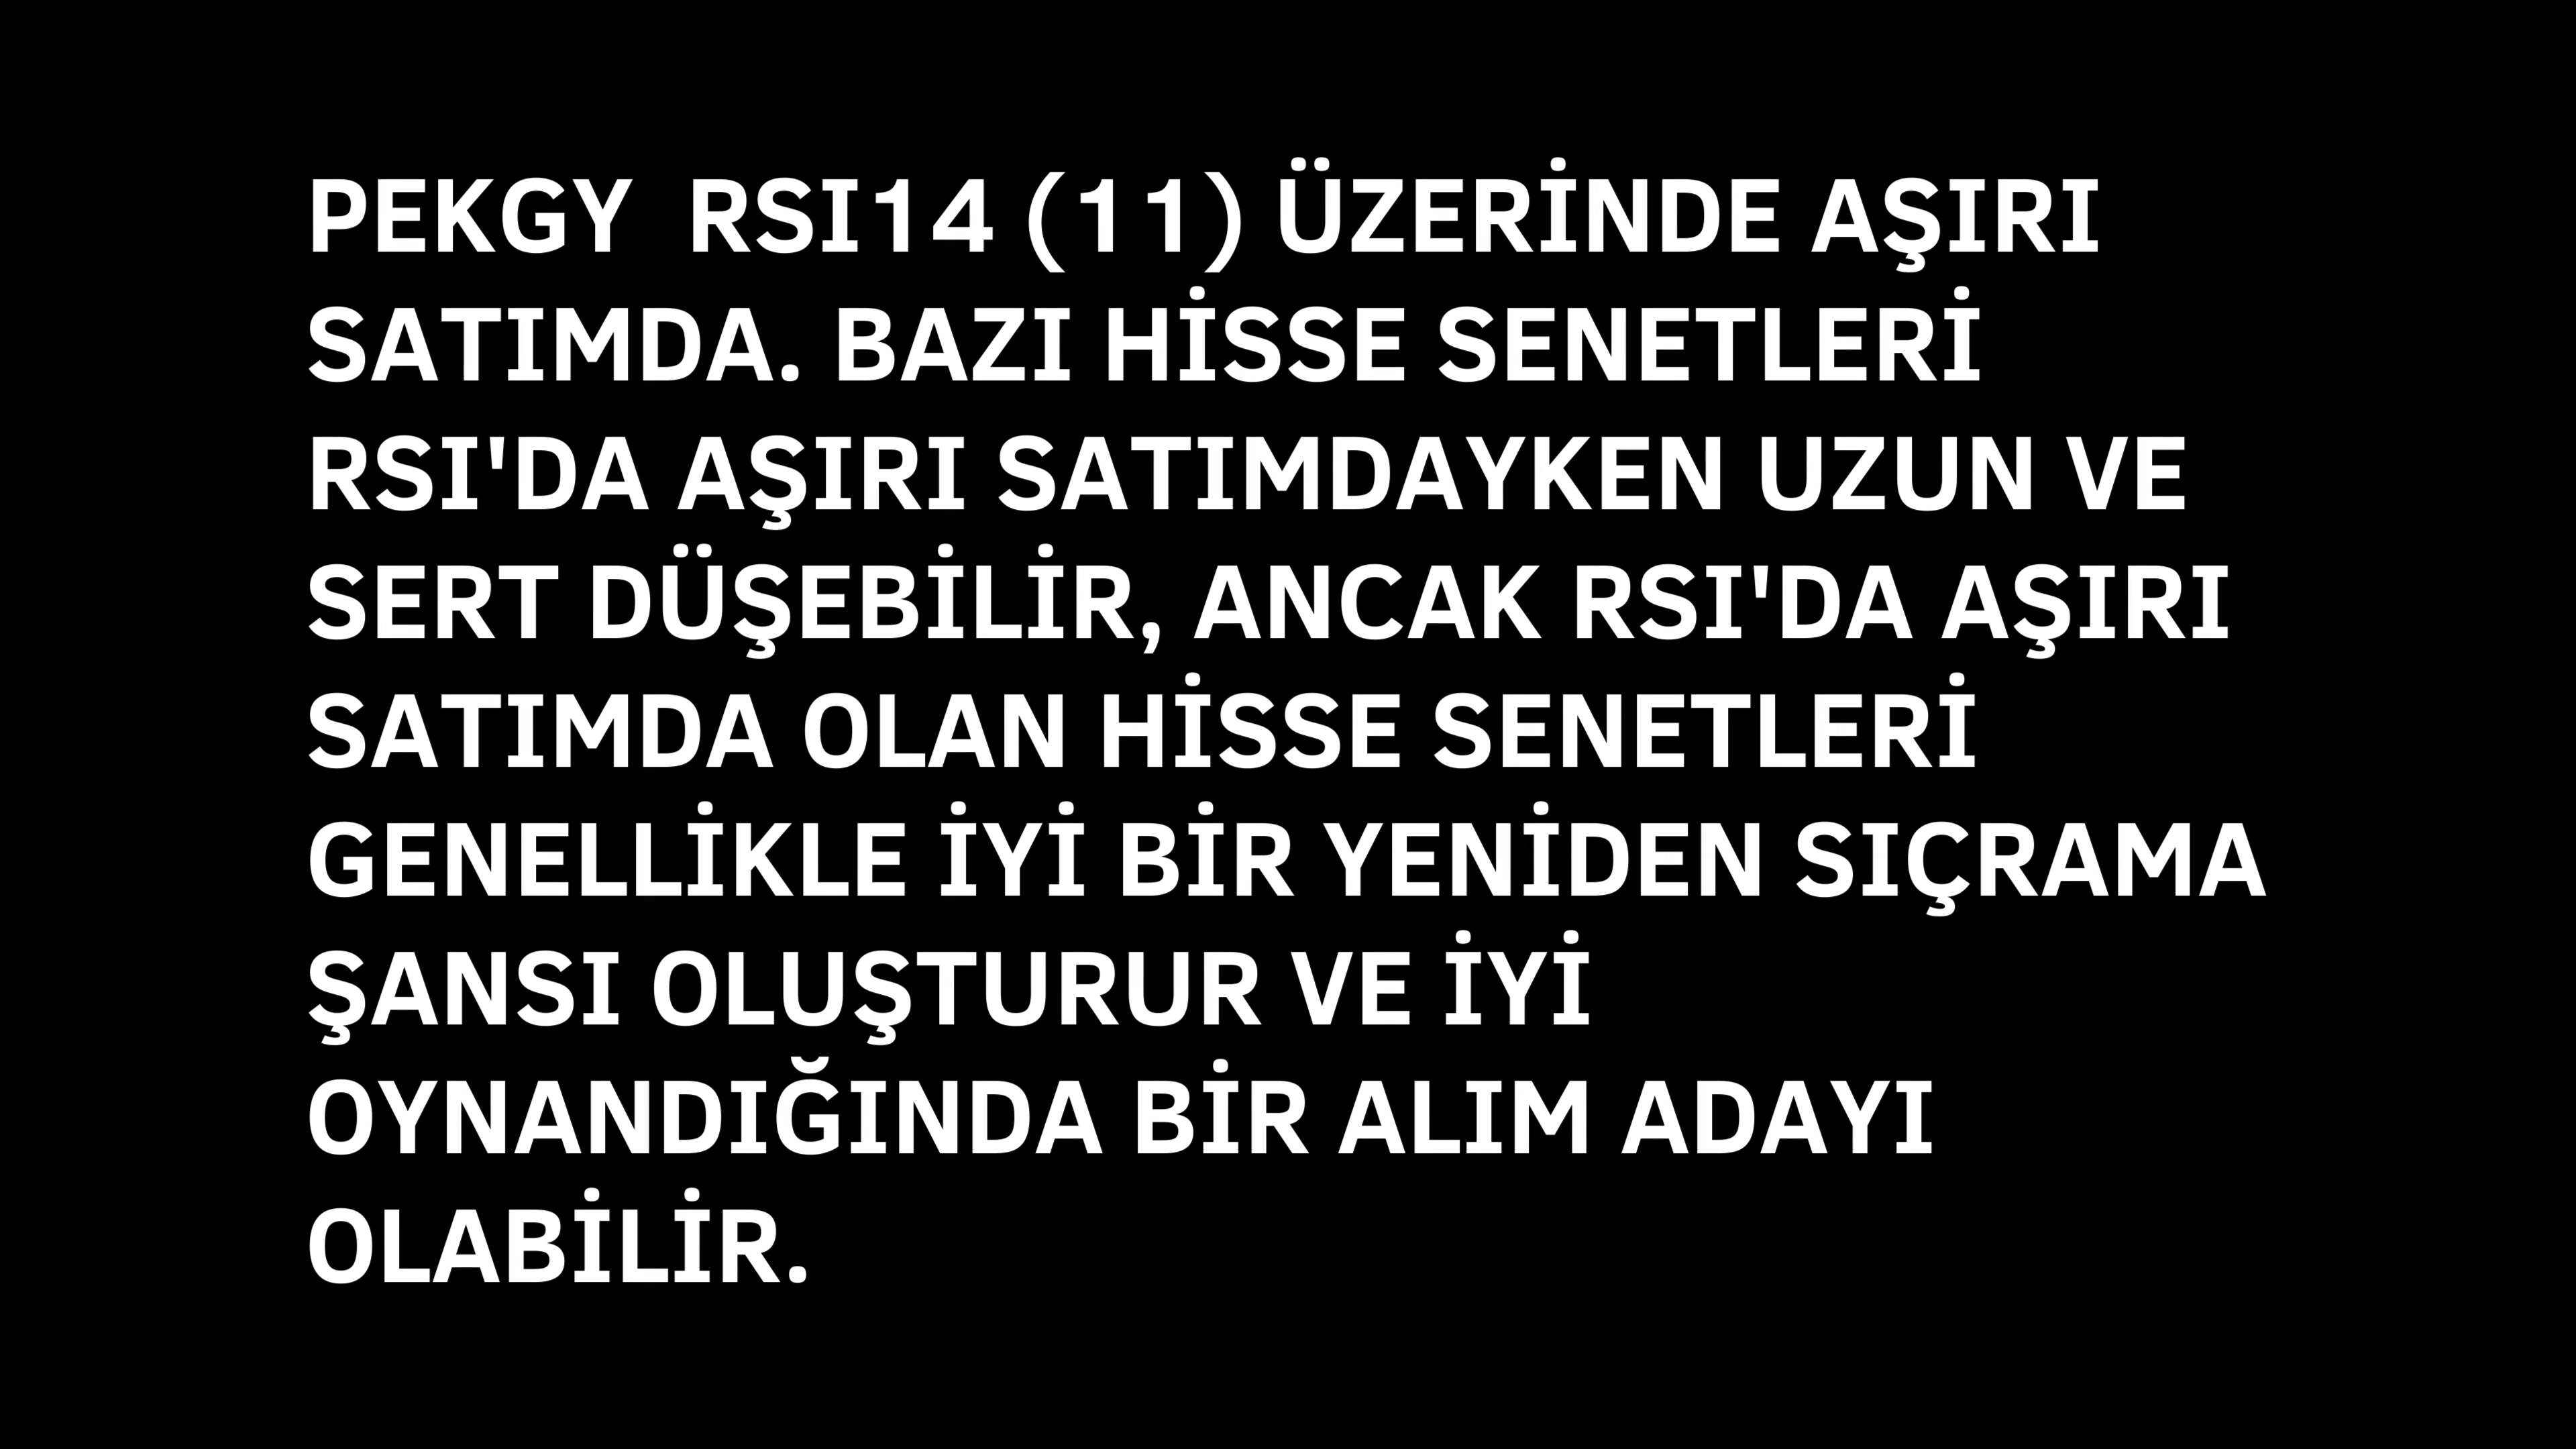 PEKGY  RSI14 (11) ÜZERİNDE AŞIRI
SATIMDA. BAZI HİSSE SENETLERİ
RSI'DA AŞIRI SATIMDAYKEN UZUN VE
SERT DÜŞEBİLİR, ANCAK RSI'DA AŞIRI
SATIMDA OLAN HİSSE SENETLERİ
GENELLİKLE İYİ BİR YENİDEN SIÇRAMA
ŞANSI OLUŞTURUR VE İYİ
OYNANDIĞINDA BİR ALIM ADAYI
OLABİLİR.